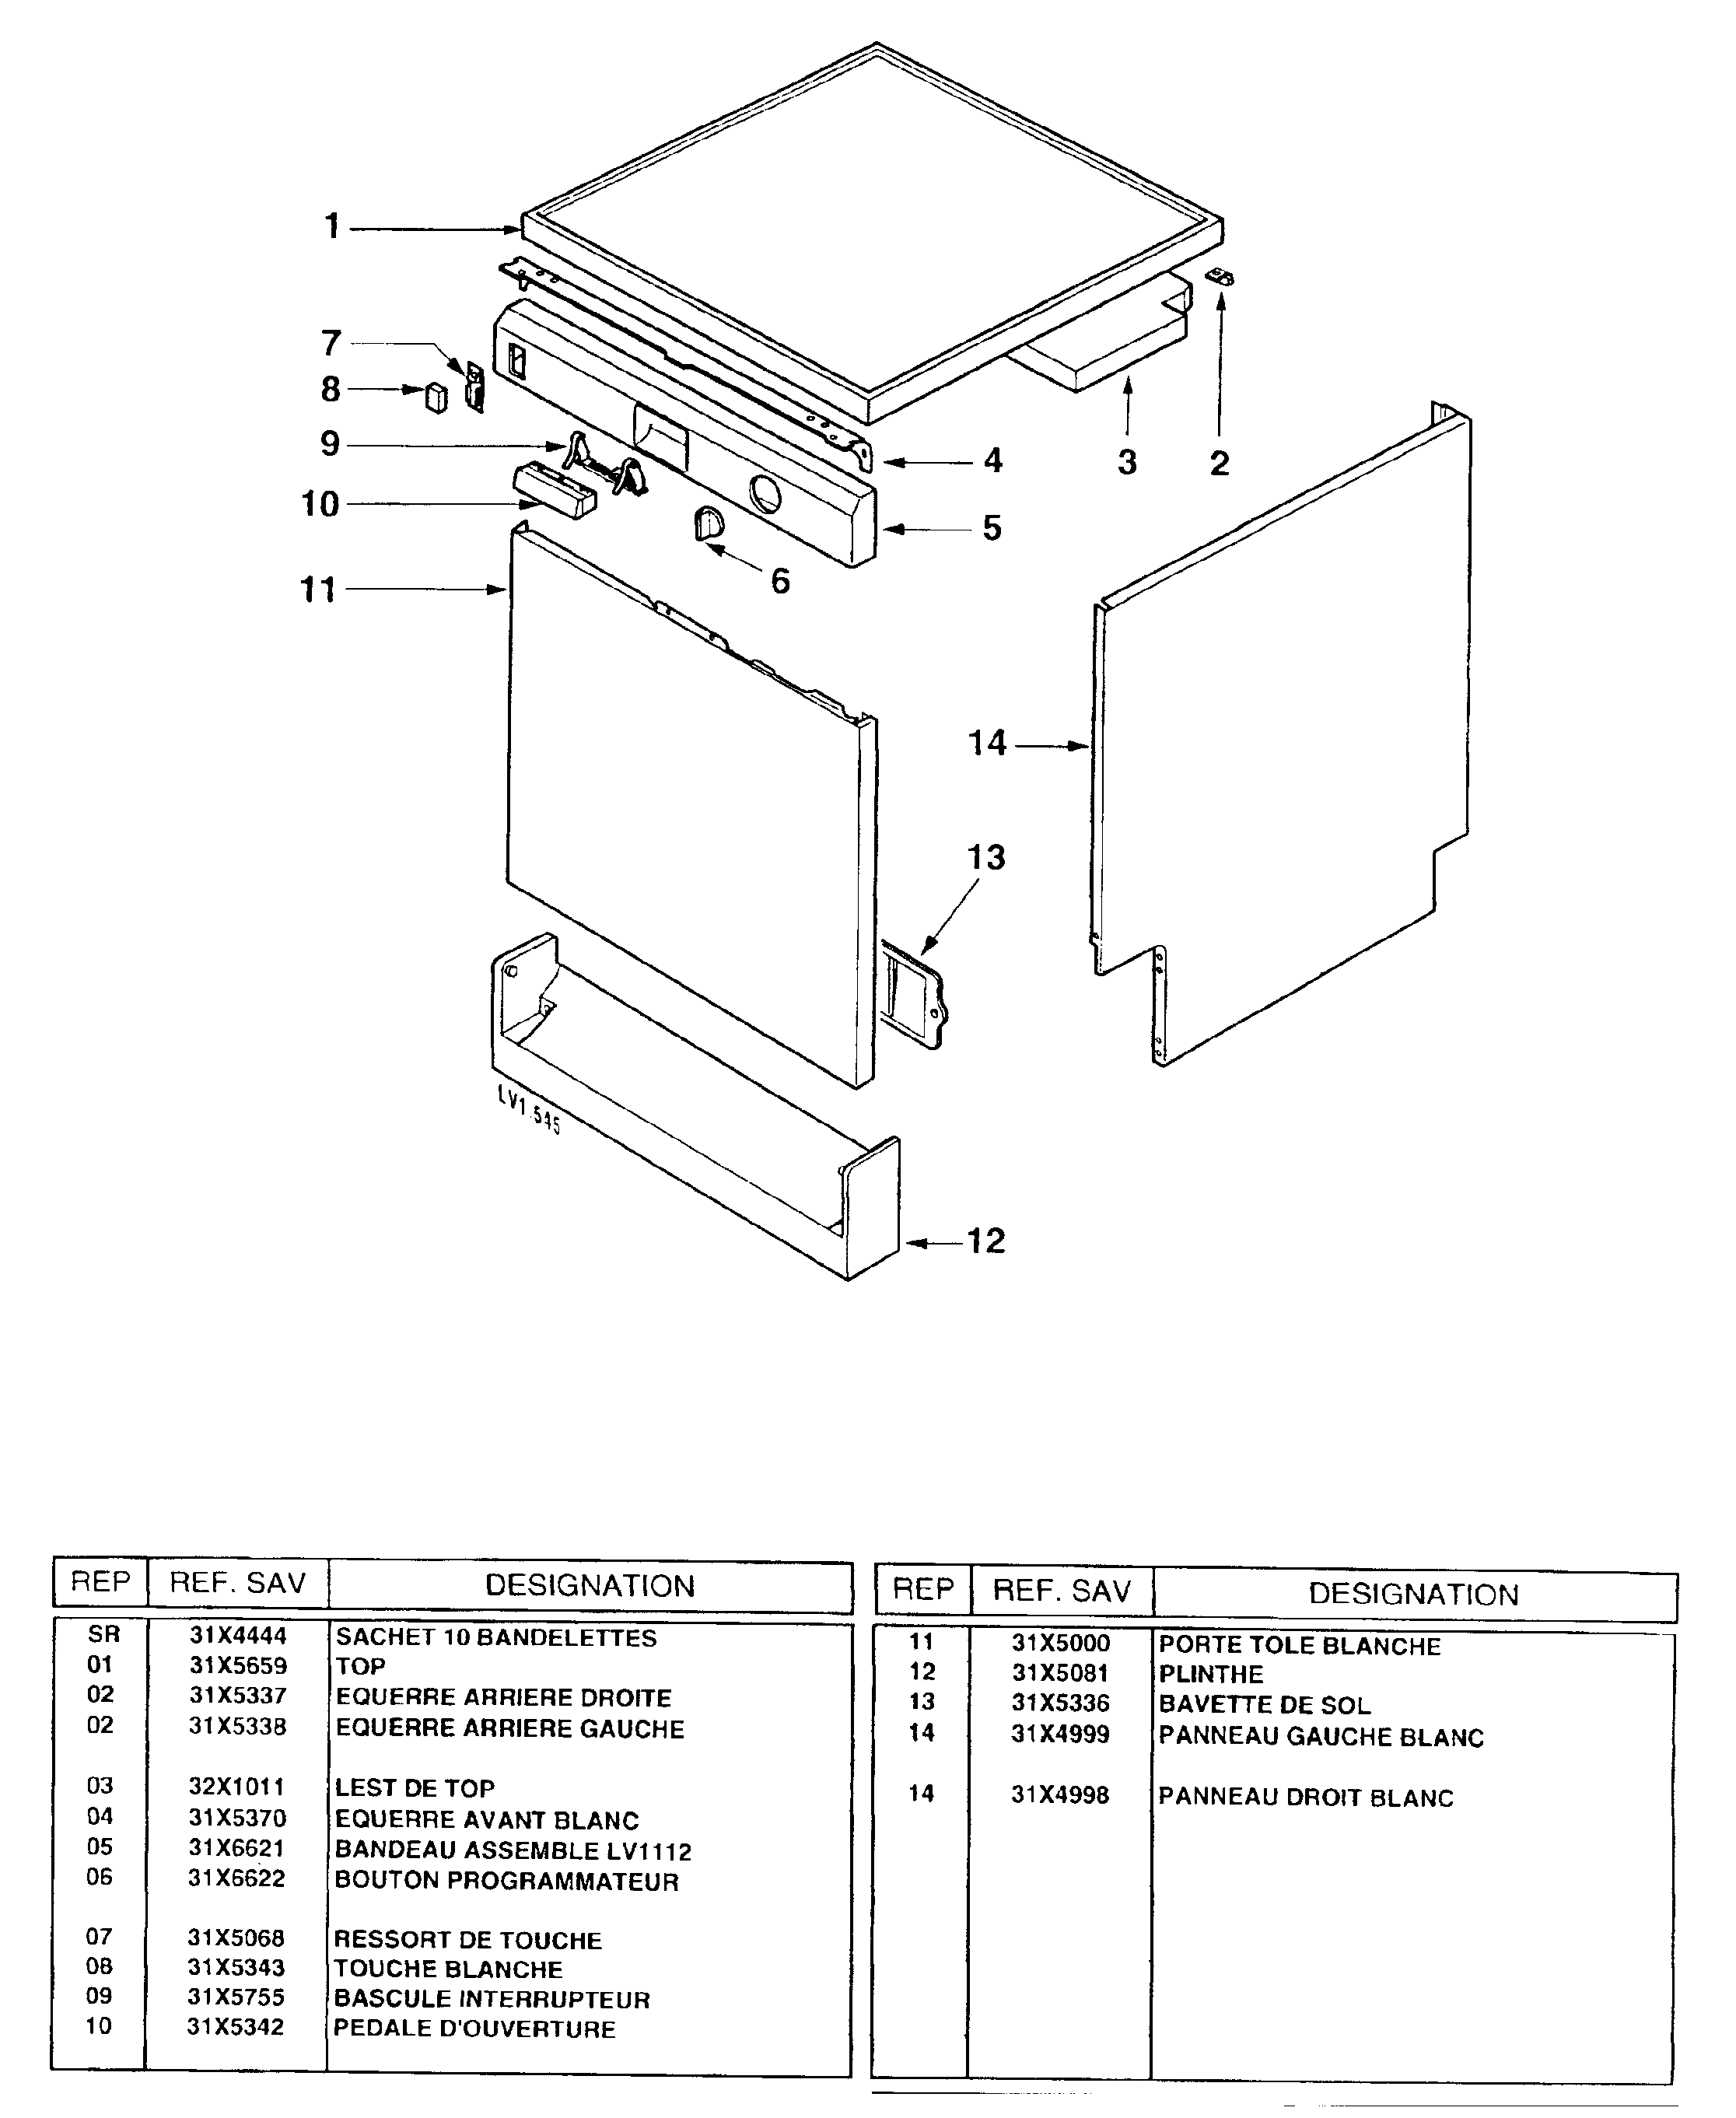 1
7
8
9
10
11
2
3
4
5
6
14
13
12
LV1 545
REP REF. SAV DESIGNATION
SR 31X4444 SACHET 10 BANDELETTES
01 31X5659 TOP
02 31X5337 EQUERRE ARRIERE DROITE
02 31X5338 EQUERRE ARRIERE GAUCHE
03 32X1011 LEST DE TOP
04 31X5370 EQUERRE AVANT BLANC
05 31X6621 BANDEAU ASSEMBLE LV1112
06 31X6622 BOUTON PROGRAMMATEUR
07 31X5068 RESSORT DE TOUCHE
08 31X5343 TOUCHE BLANCHE
09 31X5755 BASCULE INTERRUPTEUR
10 31X5342 PEDALE D'OUVERTURE
REP REF. SAV DESIGNATION
11 31X5000 PORTE TOLE BLANCHE
12 31X5081 PLINTHE
13 31X5336 BAVETTE DE SOL
14 31X4999 PANNEAU GAUCHE BLANC
14 31X4998 PANNEAU DROIT BLANC